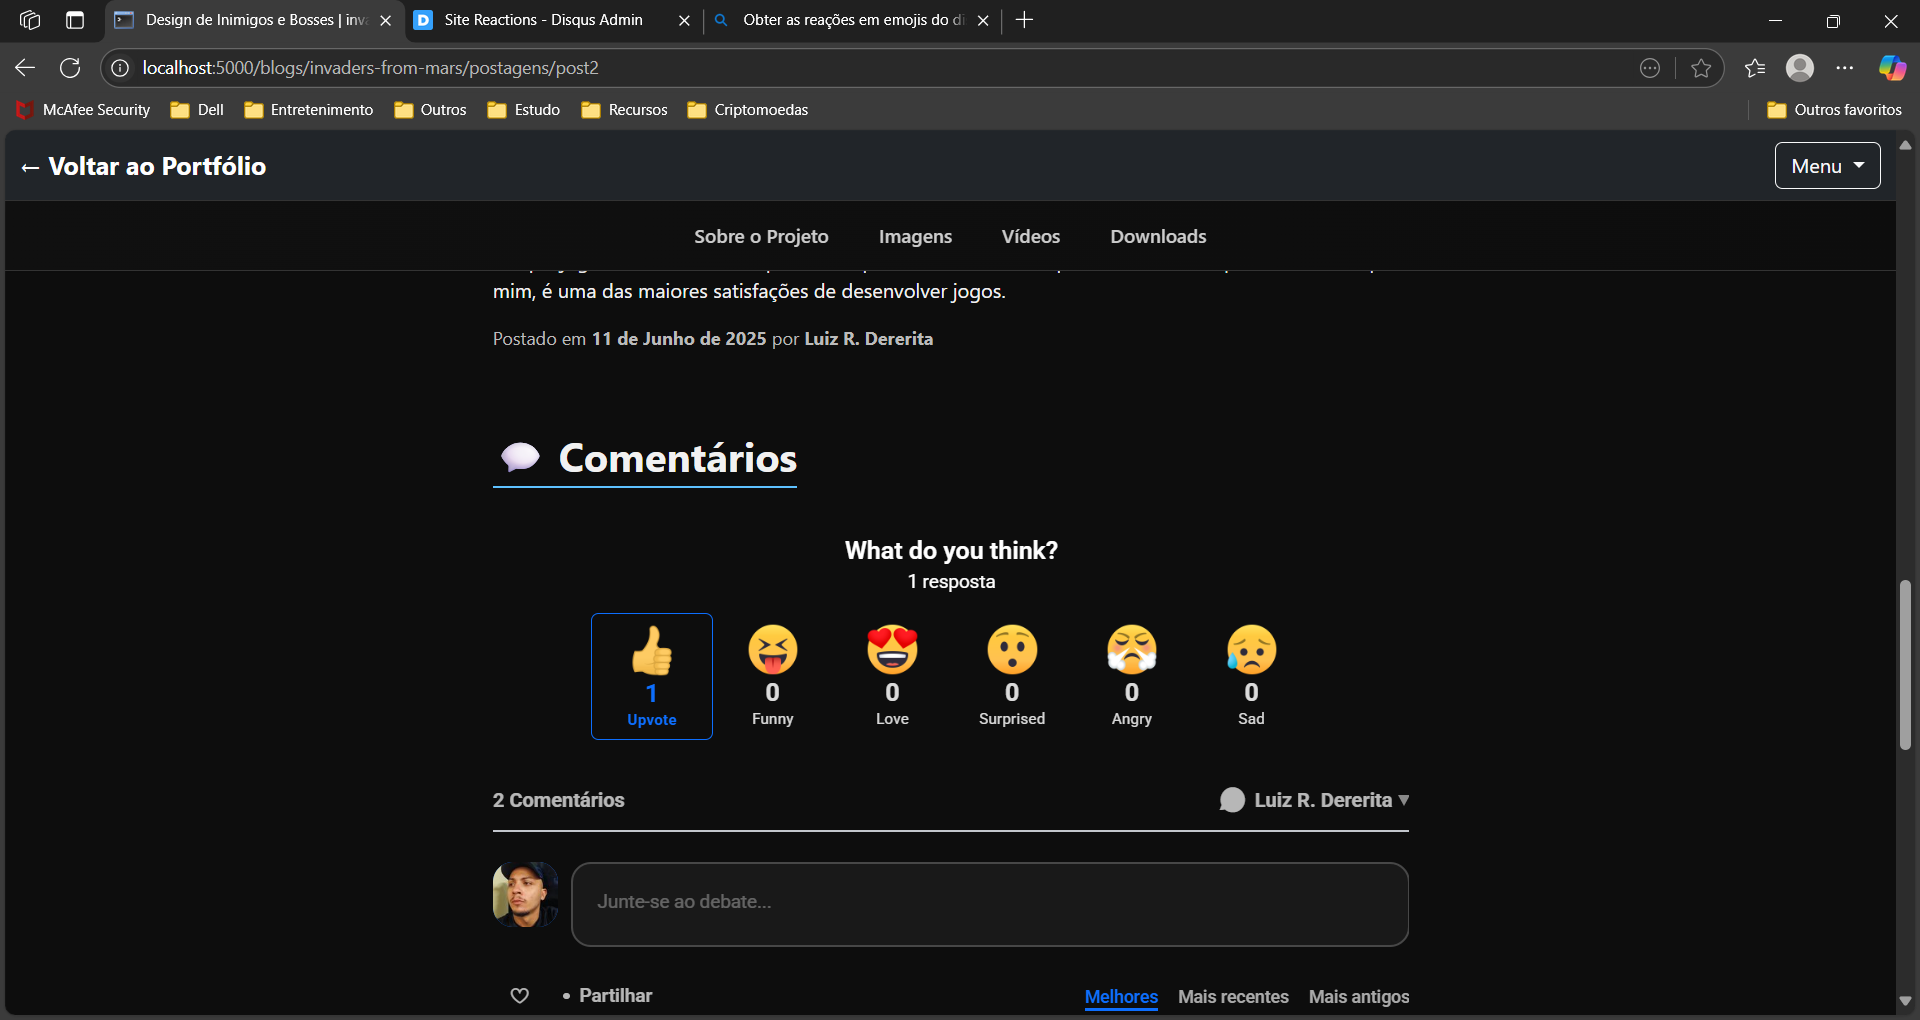 Design de Inimigos e Bosses | inva
Site Reactions - Disqus Admin
Obter as reações em emojis do di
localhost:5000/blogs/invaders-from-mars/postagens/post2
McAfee Security
Dell
Entretenimento
Outros
Estudo
Recursos
Criptomoedas
Outros favoritos
← Voltar ao Portfólio
Menu
Sobre o Projeto
Imagens
Vídeos
Downloads
mim, é uma das maiores satisfações de desenvolver jogos.
Postado em 11 de Junho de 2025 por Luiz R. Dererita
Comentários
What do you think?
1 resposta
1
Upvote
0
Funny
0
Love
0
Surprised
0
Angry
0
Sad
2 Comentários
Luiz R. Dererita
Junte-se ao debate...
• Partilhar
Melhores
Mais recentes
Mais antigos